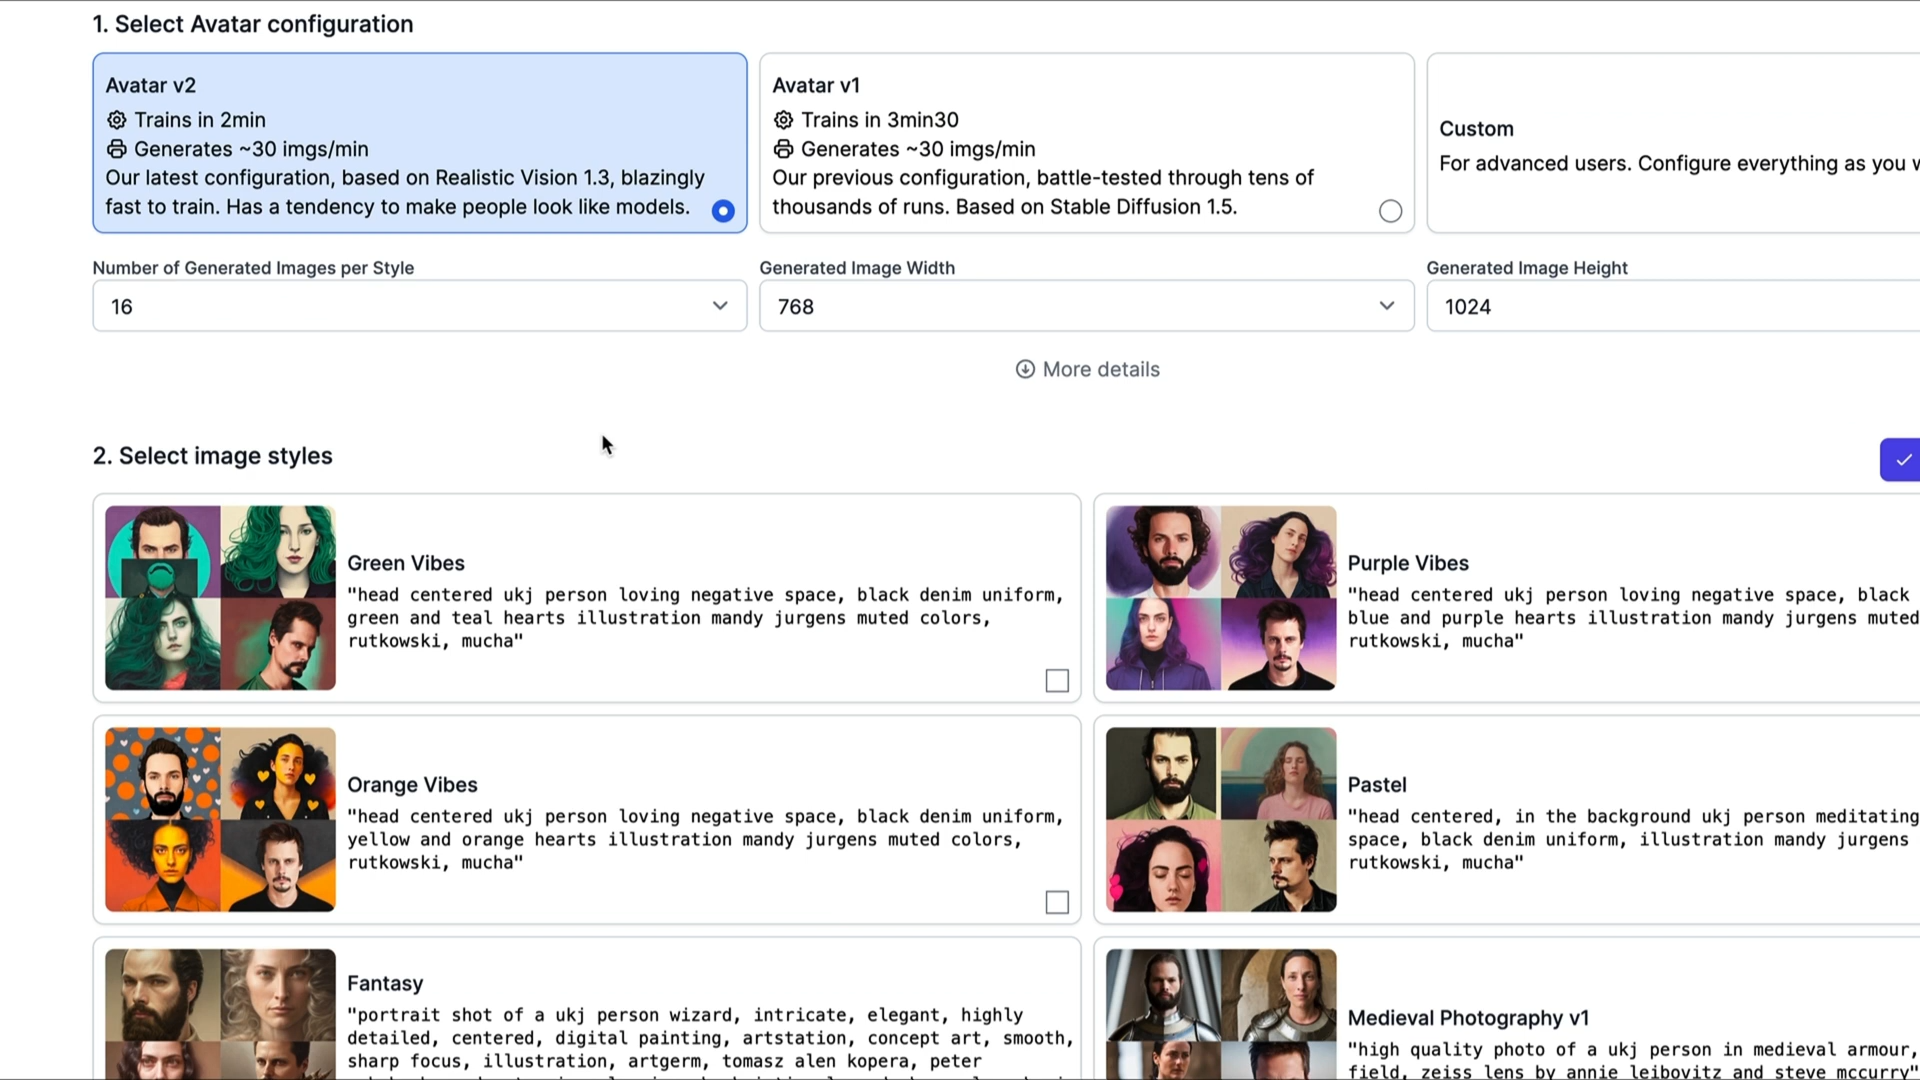 1. Select Avatar configuration
Avatar v2
Trains in 2min
Generates ~30 imgs/min
Our latest configuration, based on Realistic Vision 1.3, blazingly
fast to train. Has a tendency to make people look like models.
Avatar v1
Trains in 3min30
Generates ~30 imgs/min
Our previous configuration, battle-tested through tens of
thousands of runs. Based on Stable Diffusion 1.5.
Custom
For advanced users. Configure everything as you
Number of Generated Images per Style
16
Generated Image Width
768
Generated Image Height
1024
More details
2. Select image styles
Green Vibes
"head centered ukj person loving negative space, black denim uniform,
green and teal hearts illustration mandy jurgens muted colors,
rutkowski, mucha"
Purple Vibes
"head centered ukj person loving negative space, black
blue and purple hearts illustration mandy jurgens muted
rutkowski, mucha"
Orange Vibes
"head centered ukj person loving negative space, black denim uniform,
yellow and orange hearts illustration mandy jurgens muted colors,
rutkowski, mucha"
Pastel
"head centered, in the background ukj person meditating
space, black denim uniform, illustration mandy jurgens
rutkowski, mucha"
Fantasy
"portrait shot of a ukj person wizard, intricate, elegant, highly
detailed, centered, digital painting, artstation, concept art, smooth,
sharp focus, illustration, artgerm, tomasz alen kopera, peter
Medieval Photography v1
"high quality photo of a ukj person in medieval armour,
field, zeiss lens by annie leibovitz and steve mccurry"